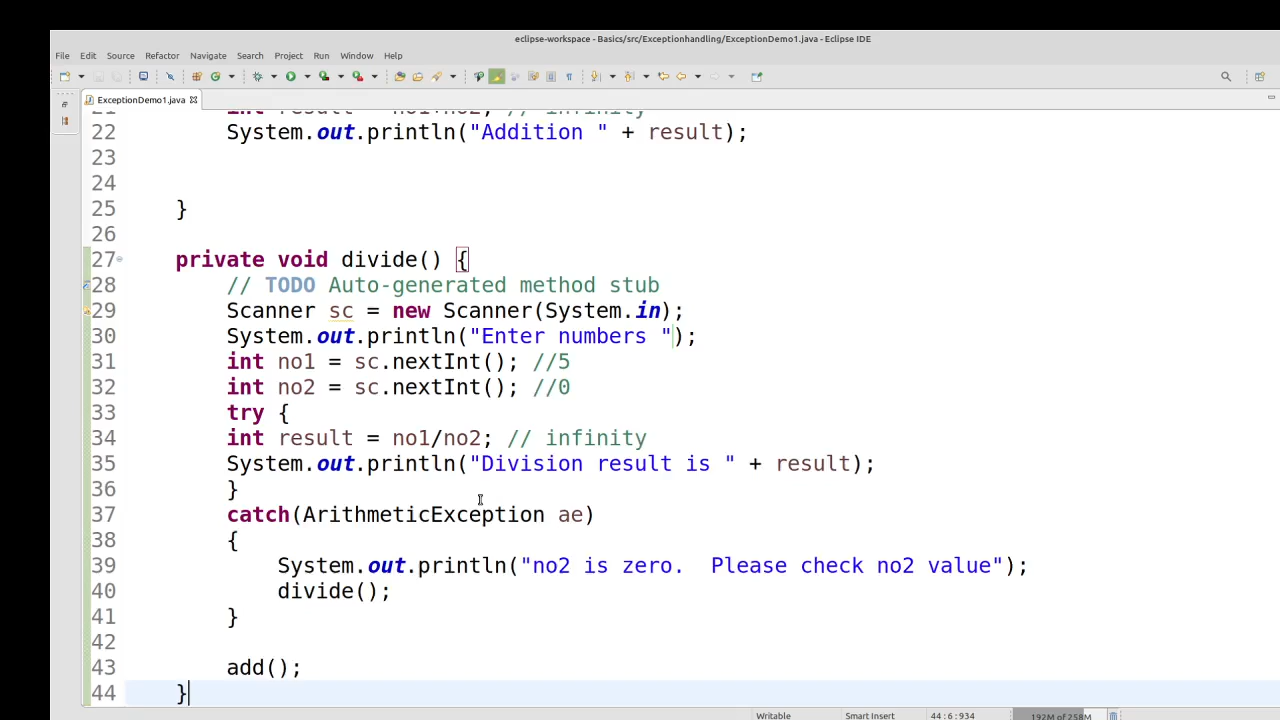 eclipse-workspace - Basics/src/Exceptionhandling/ExceptionDemo1.java - Eclipse IDE
File Edit Source Refactor Navigate Search Project Run Window Help
ExceptionDemo1.java
22 System.out.println("Addition " + result);
23
24
25 }
26
27 private void divide() {
28 // TODO Auto-generated method stub
29 Scanner sc = new Scanner(System.in);
30 System.out.println("Enter numbers ");
31 int no1 = sc.nextInt(); //5
32 int no2 = sc.nextInt(); //0
33 try {
34 int result = no1/no2; // infinity
35 System.out.println("Division result is " + result);
36 }
37 catch(ArithmeticException ae)
38 {
39 System.out.println("no2 is zero.  Please check no2 value");
40 divide();
41 }
42
43 add();
44 }
Writable Smart Insert 44:6:934 192M of 258M